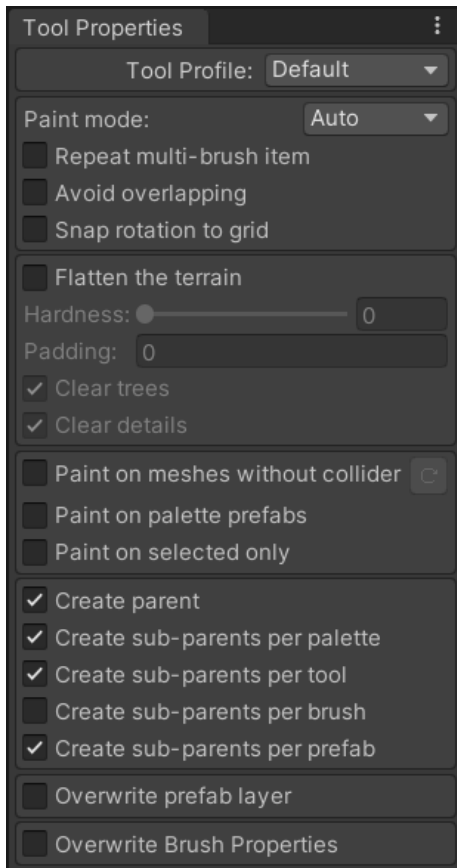 Tool Properties
Tool Profile: Default
Paint mode: Auto
Repeat multi-brush item
Avoid overlapping
Snap rotation to grid
Flatten the terrain
Hardness: 0
Padding: 0
Clear trees
Clear details
Paint on meshes without collider
Paint on palette prefabs
Paint on selected only
Create parent
Create sub-parents per palette
Create sub-parents per tool
Create sub-parents per brush
Create sub-parents per prefab
Overwrite prefab layer
Overwrite Brush Properties